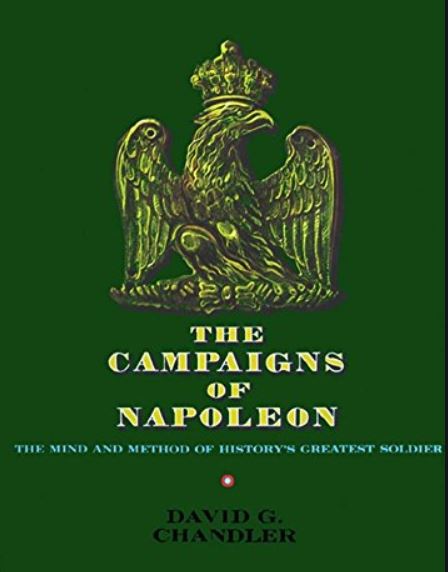 THE
CAMPAIGNS
OF
NAPOLEON
THE MIND AND METHOD OF HISTORY'S GREATEST SOLDIER
DAVID G.
CHANDLER